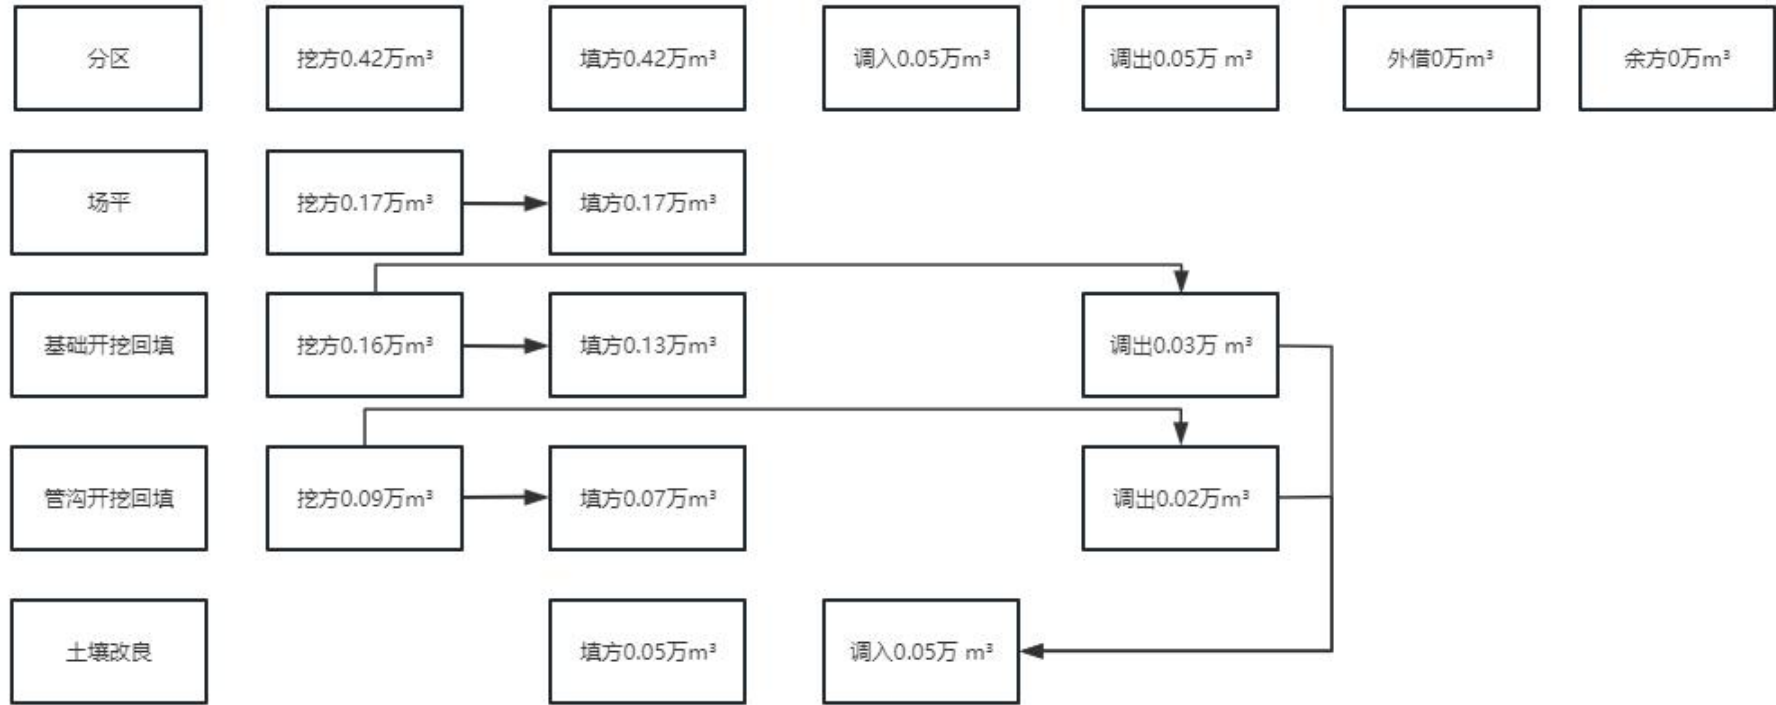 分区
挖方0.42万m³
填方0.42万m³
调入0.05万m³
调出0.05万 m³
外借0万m³
余方0万m³
场平
挖方0.17万m³
填方0.17万m³
基础开挖回填
挖方0.16万m³
填方0.13万m³
调出0.03万 m³
管沟开挖回填
挖方0.09万m³
填方0.07万m³
调出0.02万m³
土壤改良
填方0.05万m³
调入0.05万 m³